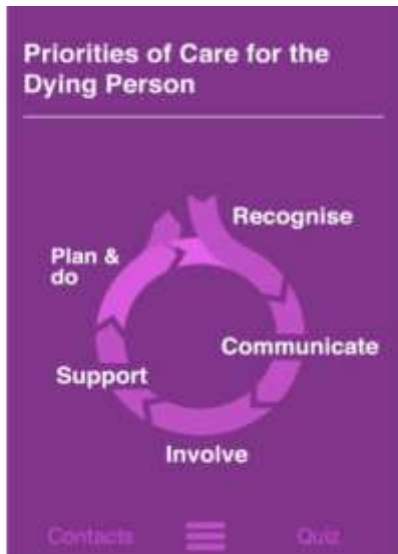 Priorities of Care for the
Dying Person
Recognise
Communicate
Involve
Support
Plan &
do
Contacts
Quiz